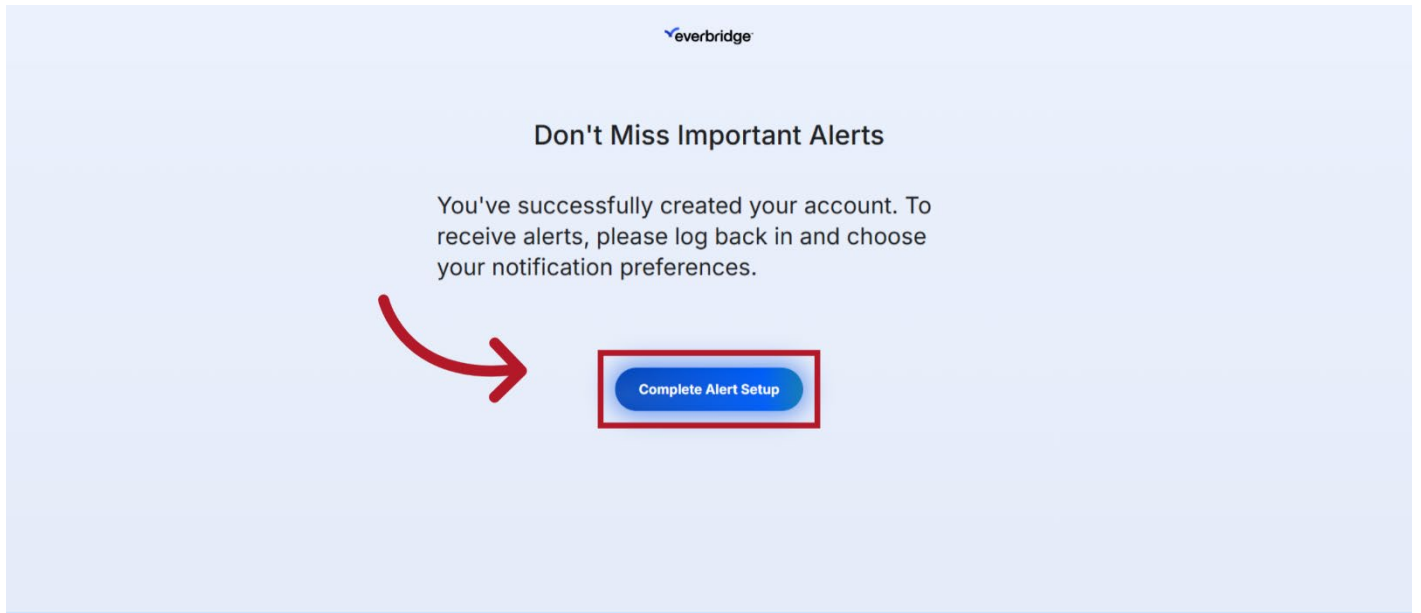 everbridge
Don't Miss Important Alerts
You've successfully created your account. To
receive alerts, please log back in and choose
your notification preferences.
Complete Alert Setup